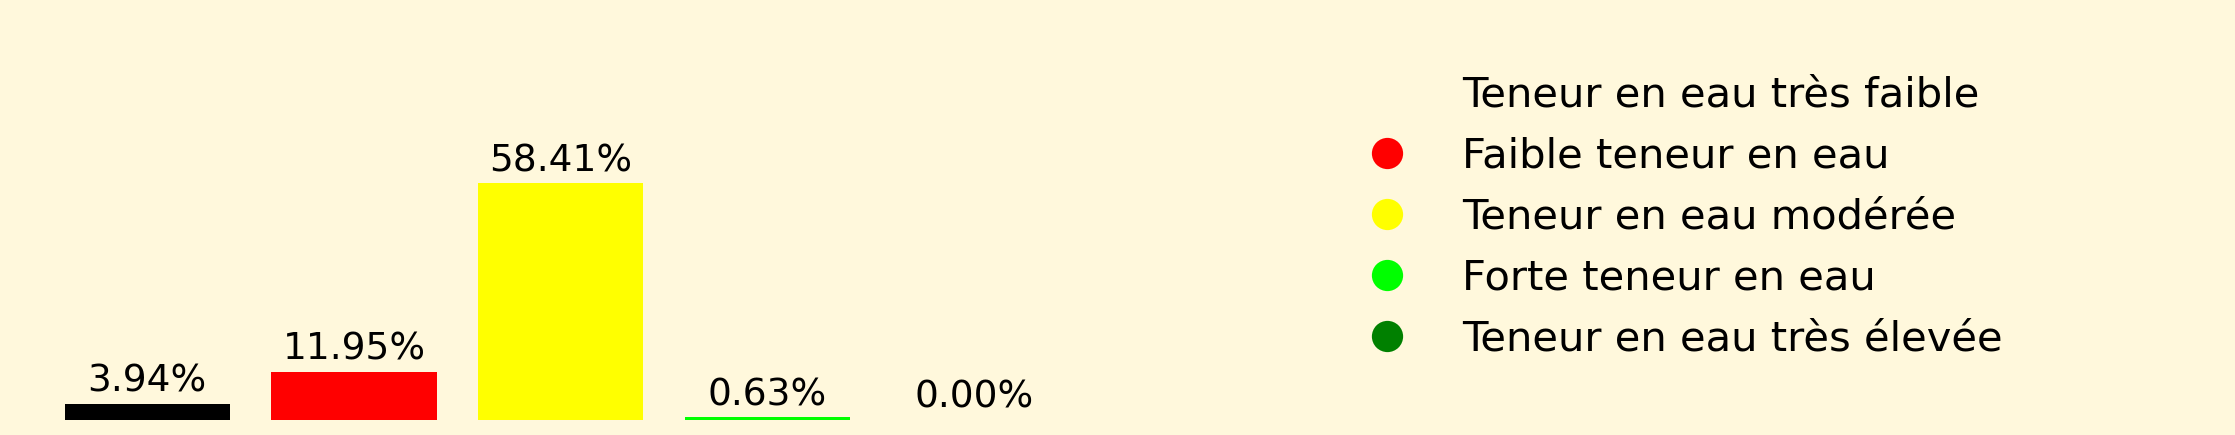 3.94%
11.95%
58.41%
0.63%
0.00%
Teneur en eau très faible
Faible teneur en eau
Teneur en eau modérée
Forte teneur en eau
Teneur en eau très élevée